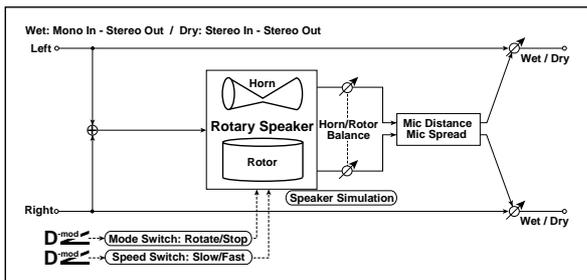 Wet: Mono In - Stereo Out / Dry: Stereo In - Stereo Out
Left
Wet / Dry
Horn
Rotary Speaker
Horn/Rotor
Balance
Mic Distance
Mic Spread
Rotor
Speaker Simulation
Right
Wet / Dry
D-mod
Mode Switch: Rotate/Stop
D-mod
Speed Switch: Slow/Fast